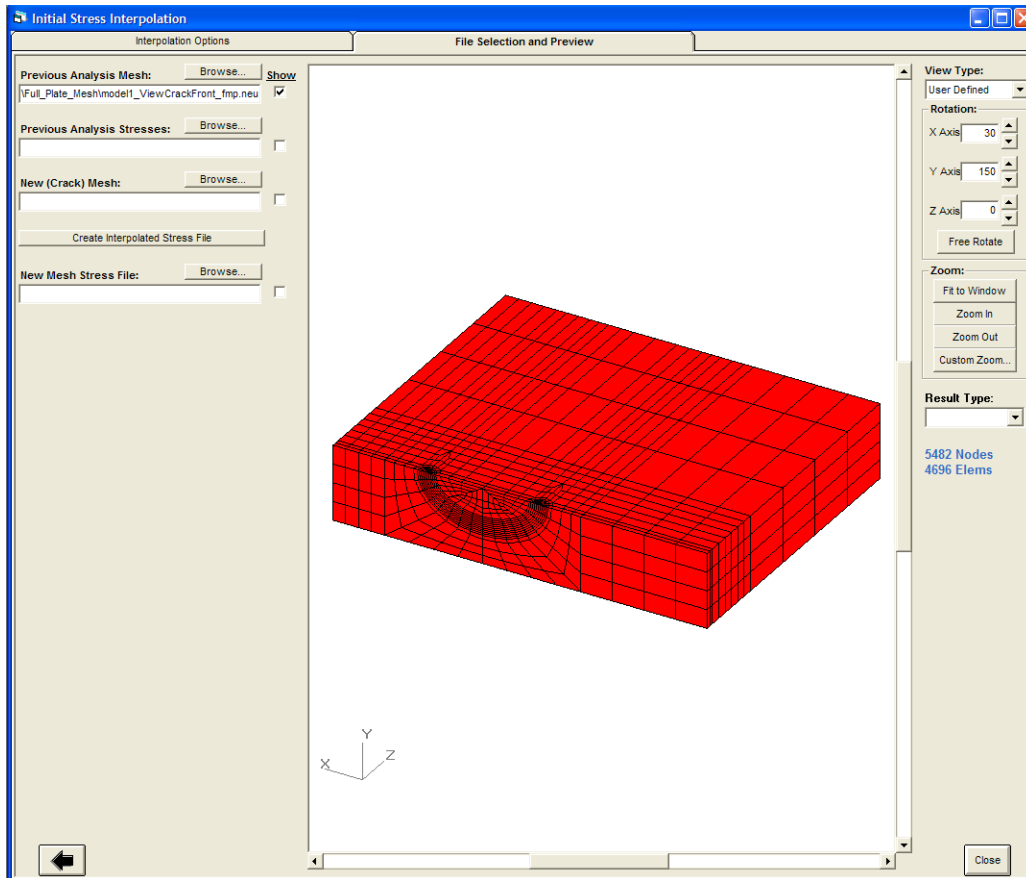 Initial Stress Interpolation
Interpolation Options
File Selection and Preview
Previous Analysis Mesh:
Browse...
Show
\Full_Plate_Mesh\model1_ViewCrackFront_fmp.neu
Previous Analysis Stresses:
Browse...
New (Crack) Mesh:
Browse...
Create Interpolated Stress File
New Mesh Stress File:
Browse...
Y
X
Z
View Type:
User Defined
Rotation:
X Axis 30
Y Axis 150
Z Axis 0
Free Rotate
Zoom:
Fit to Window
Zoom In
Zoom Out
Custom Zoom...
Result Type:
5482 Nodes
4696 Elems
Close